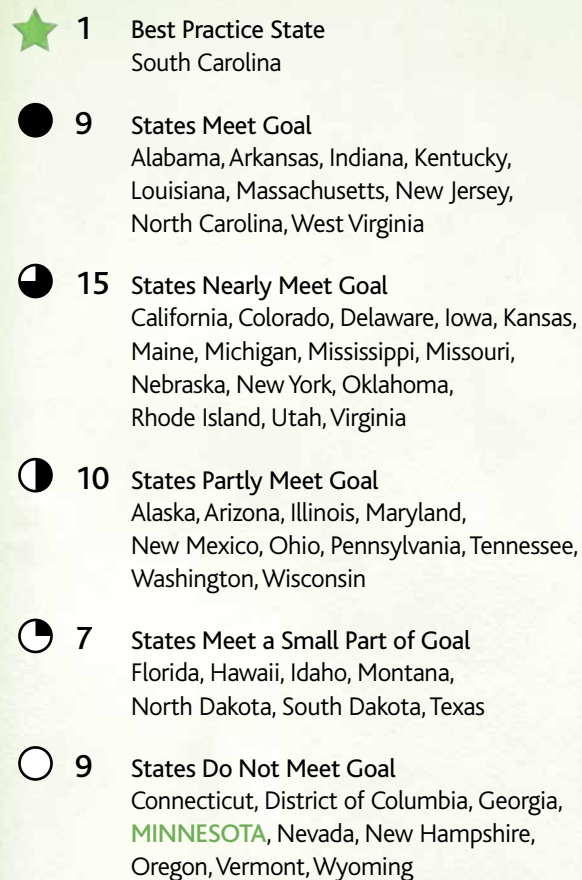 1 Best Practice State
South Carolina
9 States Meet Goal
Alabama, Arkansas, Indiana, Kentucky,
Louisiana, Massachusetts, New Jersey,
North Carolina, West Virginia
15 States Nearly Meet Goal
California, Colorado, Delaware, Iowa, Kansas,
Maine, Michigan, Mississippi, Missouri,
Nebraska, New York, Oklahoma,
Rhode Island, Utah, Virginia
10 States Partly Meet Goal
Alaska, Arizona, Illinois, Maryland,
New Mexico, Ohio, Pennsylvania, Tennessee,
Washington, Wisconsin
7 States Meet a Small Part of Goal
Florida, Hawaii, Idaho, Montana,
North Dakota, South Dakota, Texas
9 States Do Not Meet Goal
Connecticut, District of Columbia, Georgia,
MINNESOTA, Nevada, New Hampshire,
Oregon, Vermont, Wyoming